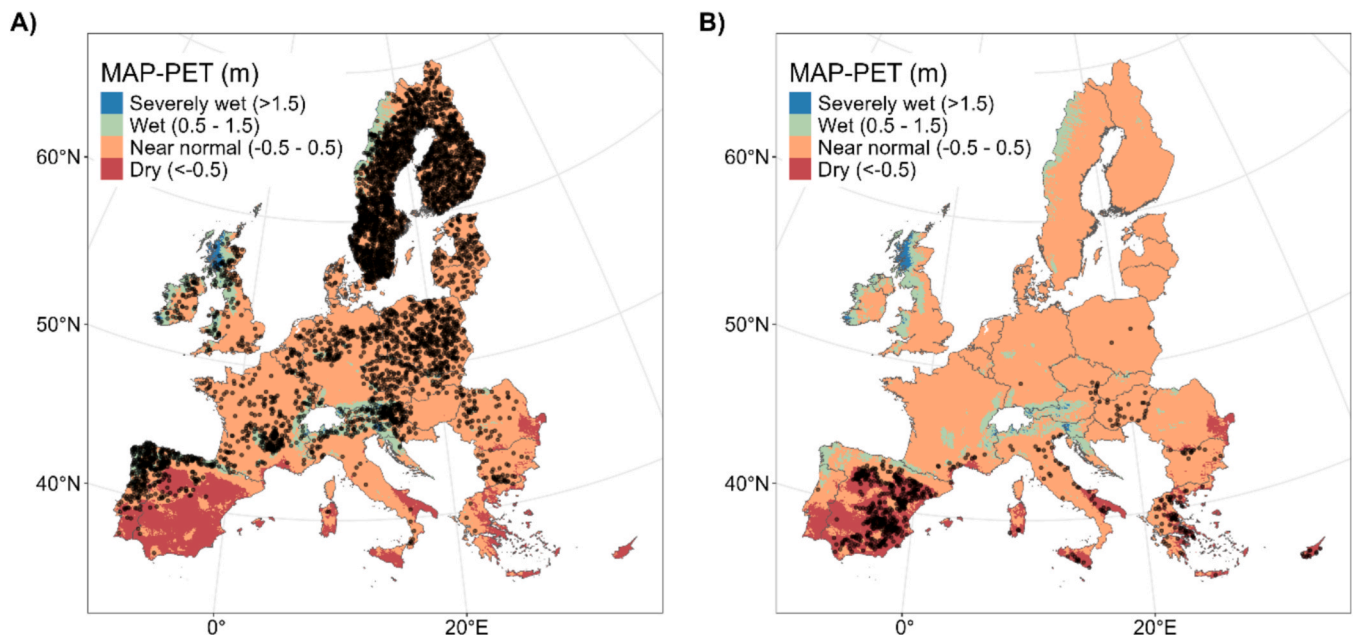 A)
MAP-PET (m)
Severely wet (>1.5)
Wet (0.5 - 1.5)
Near normal (-0.5 - 0.5)
Dry (<-0.5)
60°N
50°N
40°N
0°
20°E
B)
MAP-PET (m)
Severely wet (>1.5)
Wet (0.5 - 1.5)
Near normal (-0.5 - 0.5)
Dry (<-0.5)
60°N
50°N
40°N
0°
20°E